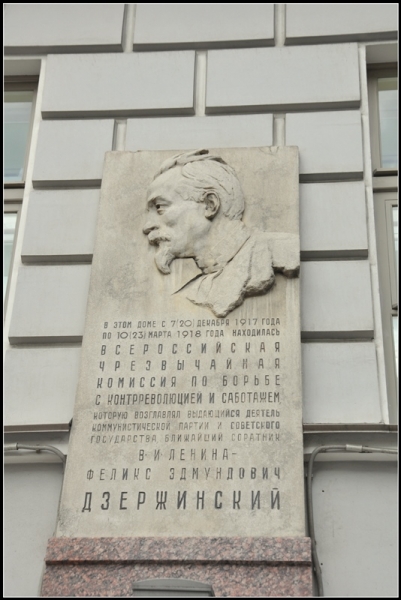 В ЭТОМ ДОМЕ С 7(20) ДЕКАБРЯ 1917 ГОДА
ПО 10(23) МАРТА 1918 ГОДА НАХОДИЛАСЬ
ВСЕРОССИЙСКАЯ
ЧРЕЗВЫЧАЙНАЯ
КОМИССИЯ ПО БОРЬБЕ
С КОНТРРЕВОЛЮЦИЕЙ И САБОТАЖЕМ
КОТОРУЮ ВОЗГЛАВЛЯЛ ВЫДАЮЩИЙСЯ ДЕЯТЕЛЬ
КОММУНИСТИЧЕСКОЙ ПАРТИИ И СОВЕТСКОГО
ГОСУДАРСТВА БЛИЖАЙШИЙ СОРАТНИК
В И ЛЕНИНА-
ФЕЛИКС ЭДМУНДОВИЧ
ДЗЕРЖИНСКИЙ